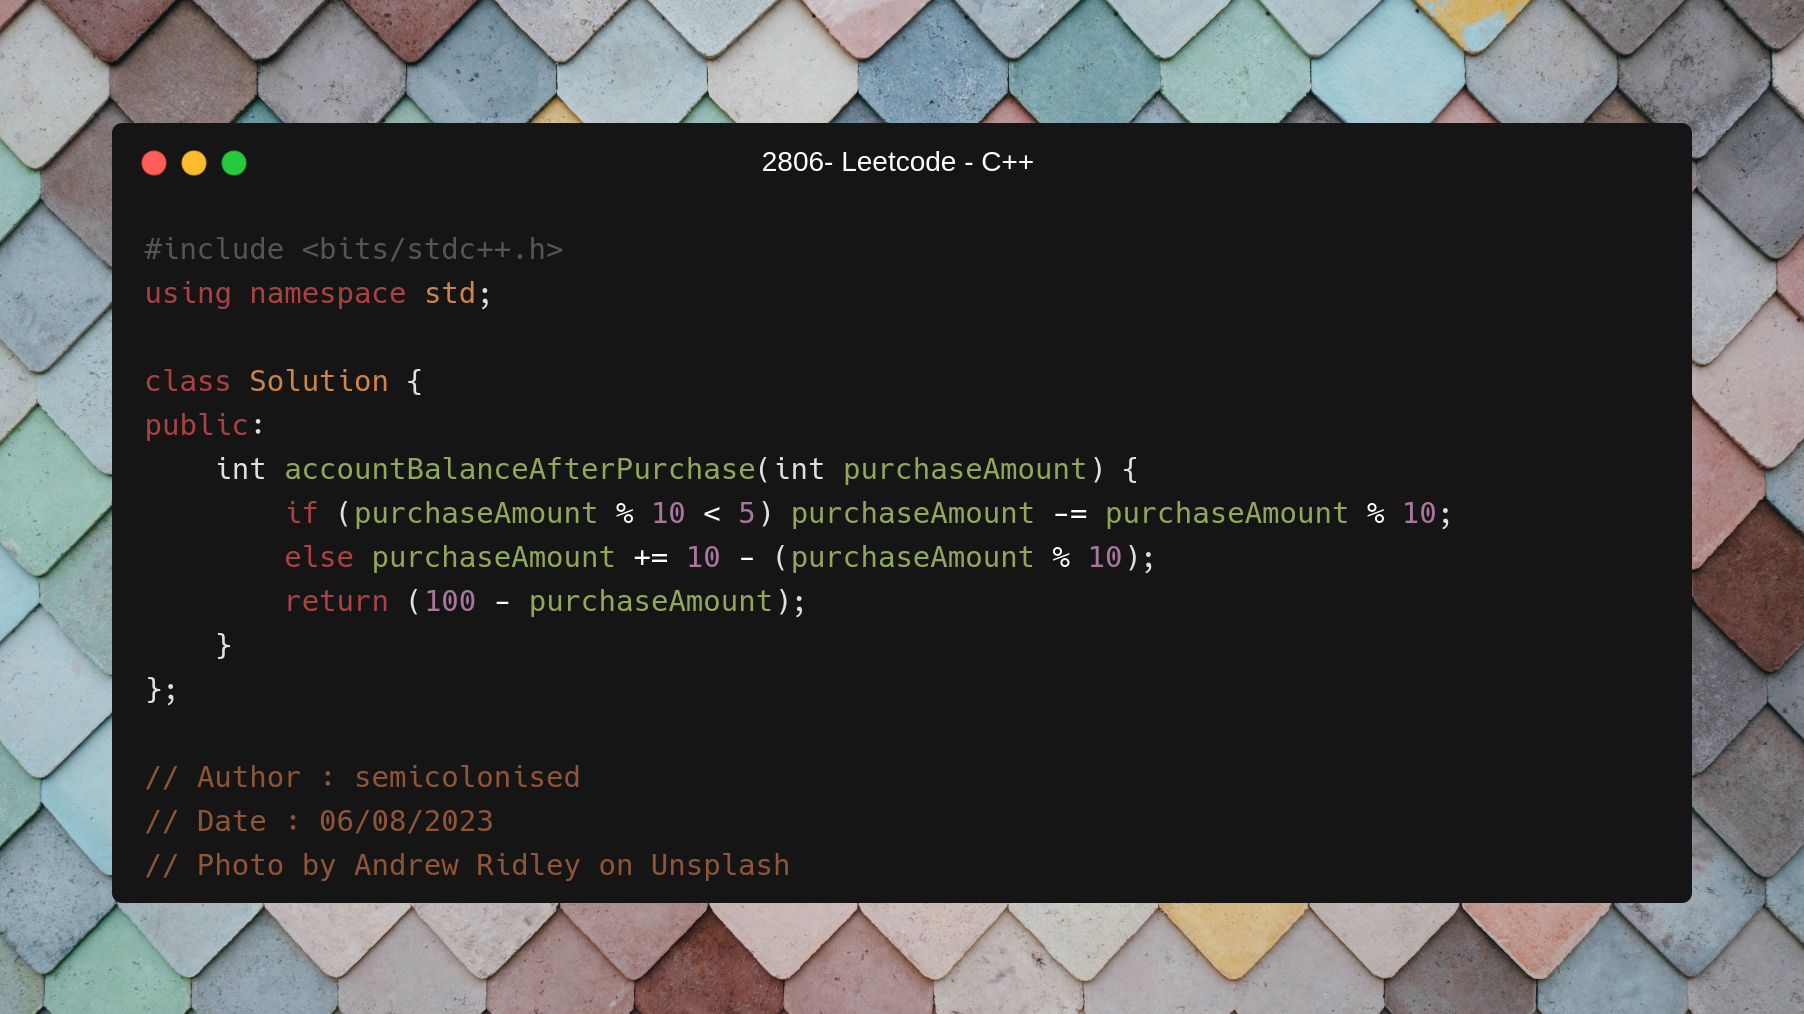 2806- Leetcode - C++
#include <bits/stdc++.h>
using namespace std;
class Solution {
public:
    int accountBalanceAfterPurchase(int purchaseAmount) {
        if (purchaseAmount % 10 < 5) purchaseAmount -= purchaseAmount % 10;
        else purchaseAmount += 10 - (purchaseAmount % 10);
        return (100 - purchaseAmount);
    }
};
// Author : semicolonised
// Date : 06/08/2023
// Photo by Andrew Ridley on Unsplash